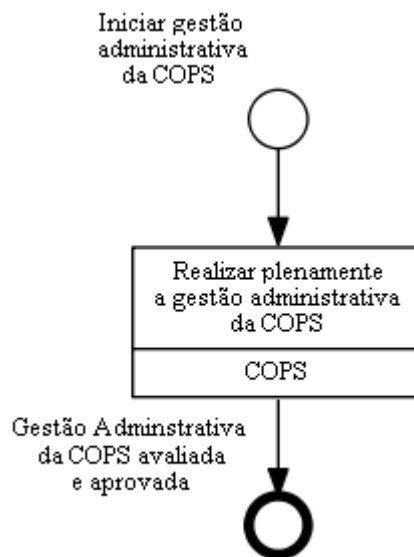 Iniciar gestão
administrativa
da COPS
Realizar plenamente
a gestão administrativa
da COPS
COPS
Gestão Adminstrativa
da COPS avaliada
e aprovada